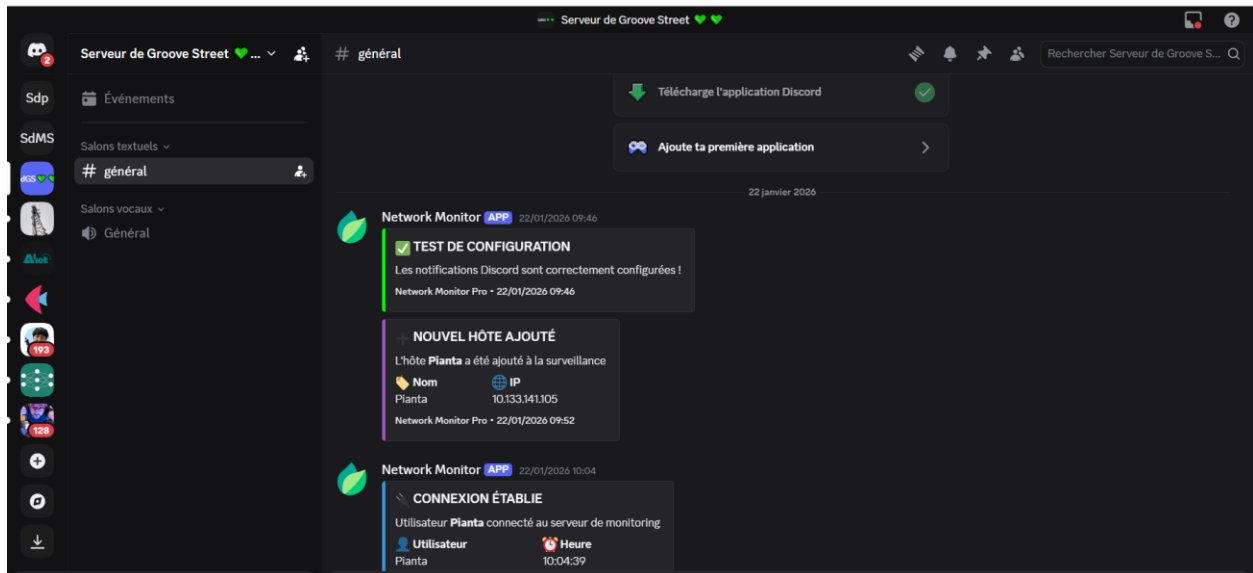 Serveur de Groove Street 💚 💚
2
Serveur de Groove Street 💚 ...
# général
Rechercher Serveur de Groove S...
Sdp
SdMS
dGS💚💚
193
128
Événements
Salons textuels
# général
Salons vocaux
Général
Télécharge l'application Discord
Ajoute ta première application
22 janvier 2026
Network Monitor APP 22/01/2026 09:46
✅ TEST DE CONFIGURATION
Les notifications Discord sont correctement configurées !
Network Monitor Pro • 22/01/2026 09:46
➕ NOUVEL HÔTE AJOUTÉ
L'hôte Pianta a été ajouté à la surveillance
🏷️ Nom 🌐 IP
Pianta 10.133.141.105
Network Monitor Pro • 22/01/2026 09:52
Network Monitor APP 22/01/2026 10:04
🔌 CONNEXION ÉTABLIE
Utilisateur Pianta connecté au serveur de monitoring
👤 Utilisateur ⏰ Heure
Pianta 10:04:39